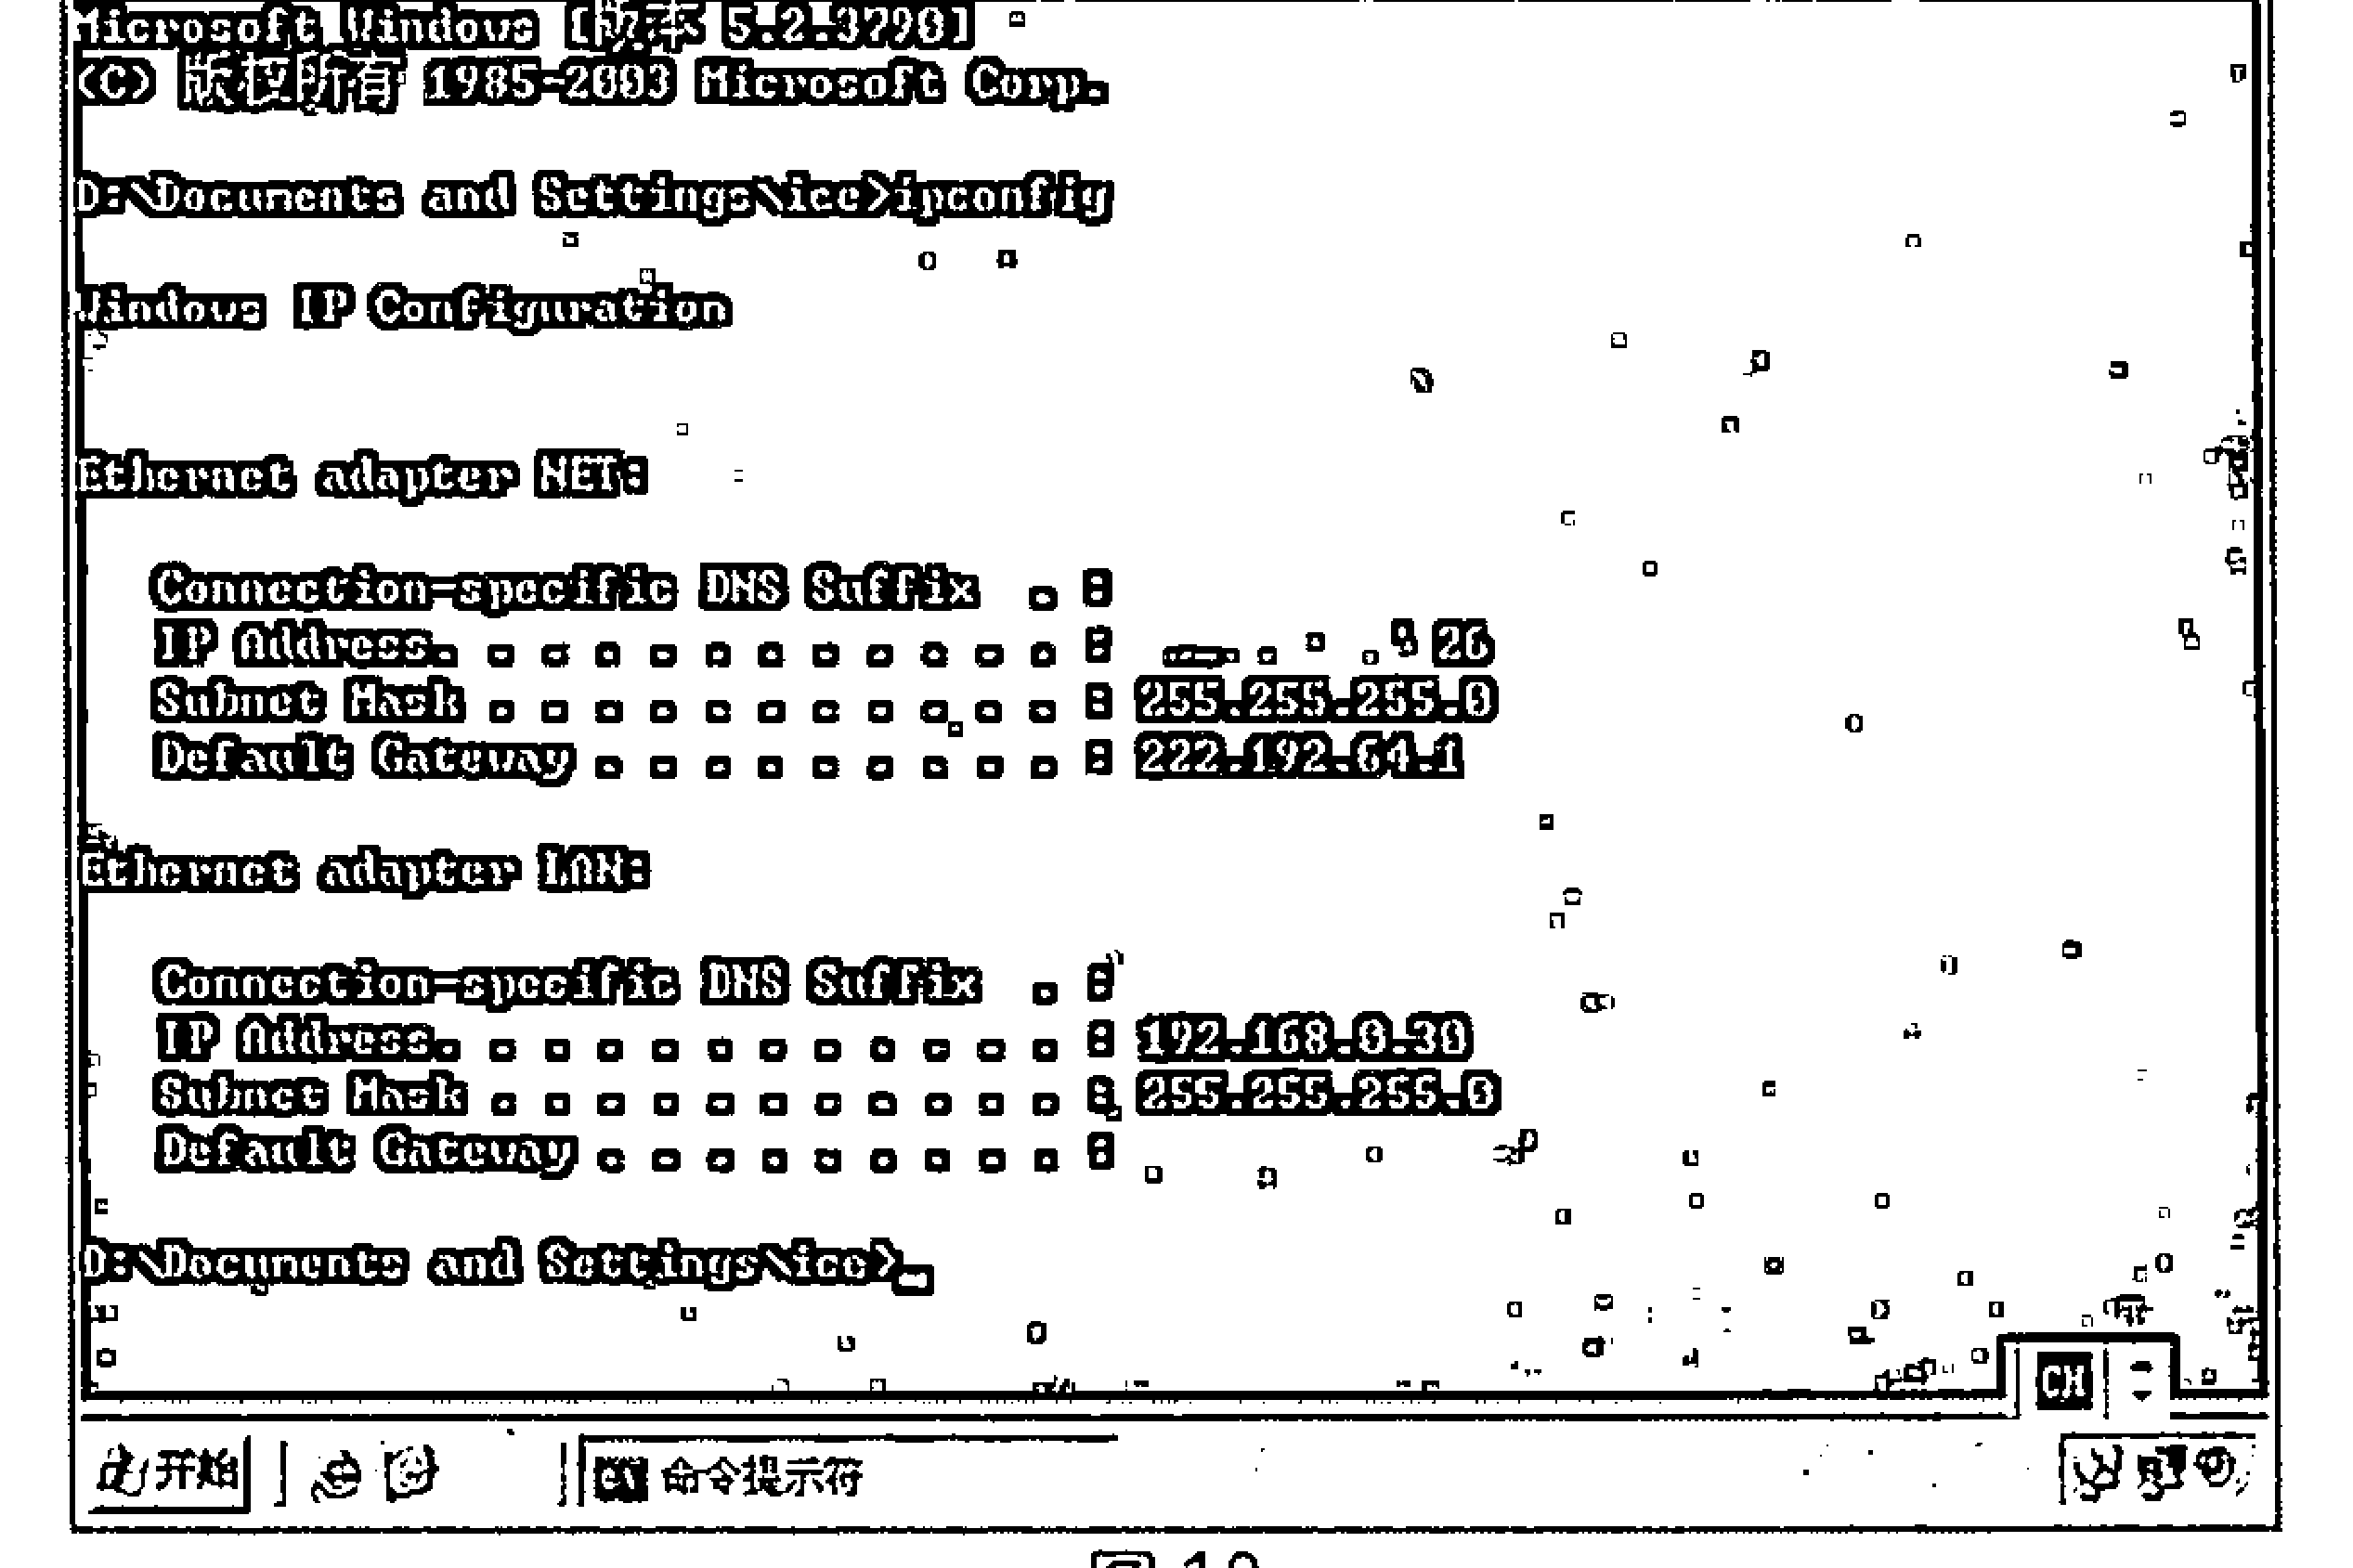 Microsoft Windows [版本 5.2.3790]
(C) 版权所有 1985-2003 Microsoft Corp.
D:\Documents and Settings\ice>ipconfig
Windows IP Configuration
Ethernet adapter NET:
Connection-specific DNS Suffix . :
IP Address. . . . . . . . . . . . : 26
Subnet Mask . . . . . . . . . . . : 255.255.255.0
Default Gateway . . . . . . . . . : 222.192.64.1
Ethernet adapter LAN:
Connection-specific DNS Suffix . :
IP Address. . . . . . . . . . . . : 192.168.0.30
Subnet Mask . . . . . . . . . . . : 255.255.255.0
Default Gateway . . . . . . . . . :
D:\Documents and Settings\ice>_
CH
开始 命令提示符